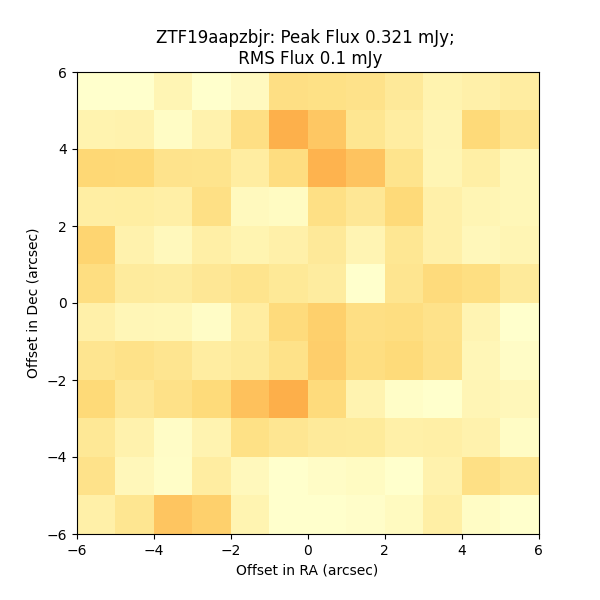 ZTF19aapzbjr: Peak Flux 0.321 mJy;
RMS Flux 0.1 mJy
6
4
2
0
−2
−4
−6
Offset in Dec (arcsec)
−6 −4 −2 0 2 4 6
Offset in RA (arcsec)